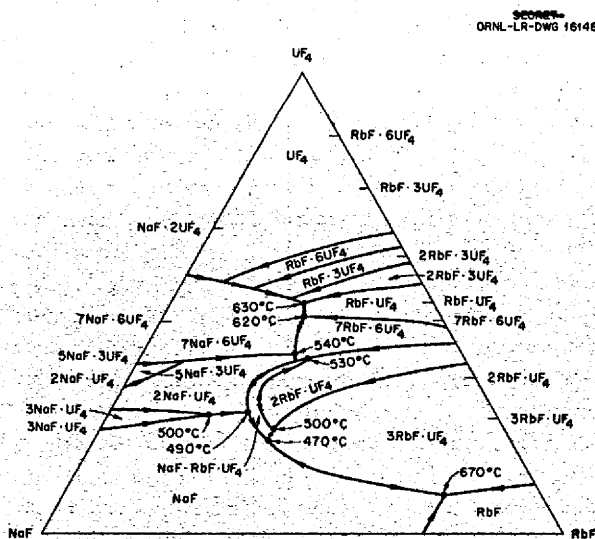 SECRET
ORNL-LR-DWG 16146
UF₄
RbF·6UF₄
UF₄
RbF·3UF₄
NaF·2UF₄
RbF·6UF₄
2RbF·3UF₄
RbF·3UF₄
2RbF·3UF₄
630°C
RbF·UF₄
RbF·UF₄
620°C
7NaF·6UF₄
7RbF·6UF₄
7RbF·6UF₄
7NaF·6UF₄
540°C
5NaF·3UF₄
530°C
5NaF·3UF₄
2NaF·UF₄
2RbF·UF₄
2RbF·UF₄
2NaF·UF₄
3NaF·UF₄
3NaF·UF₄
500°C
490°C
500°C
470°C
3RbF·UF₄
3RbF·UF₄
NaF·RbF·UF₄
670°C
NaF
RbF
NaF
RbF